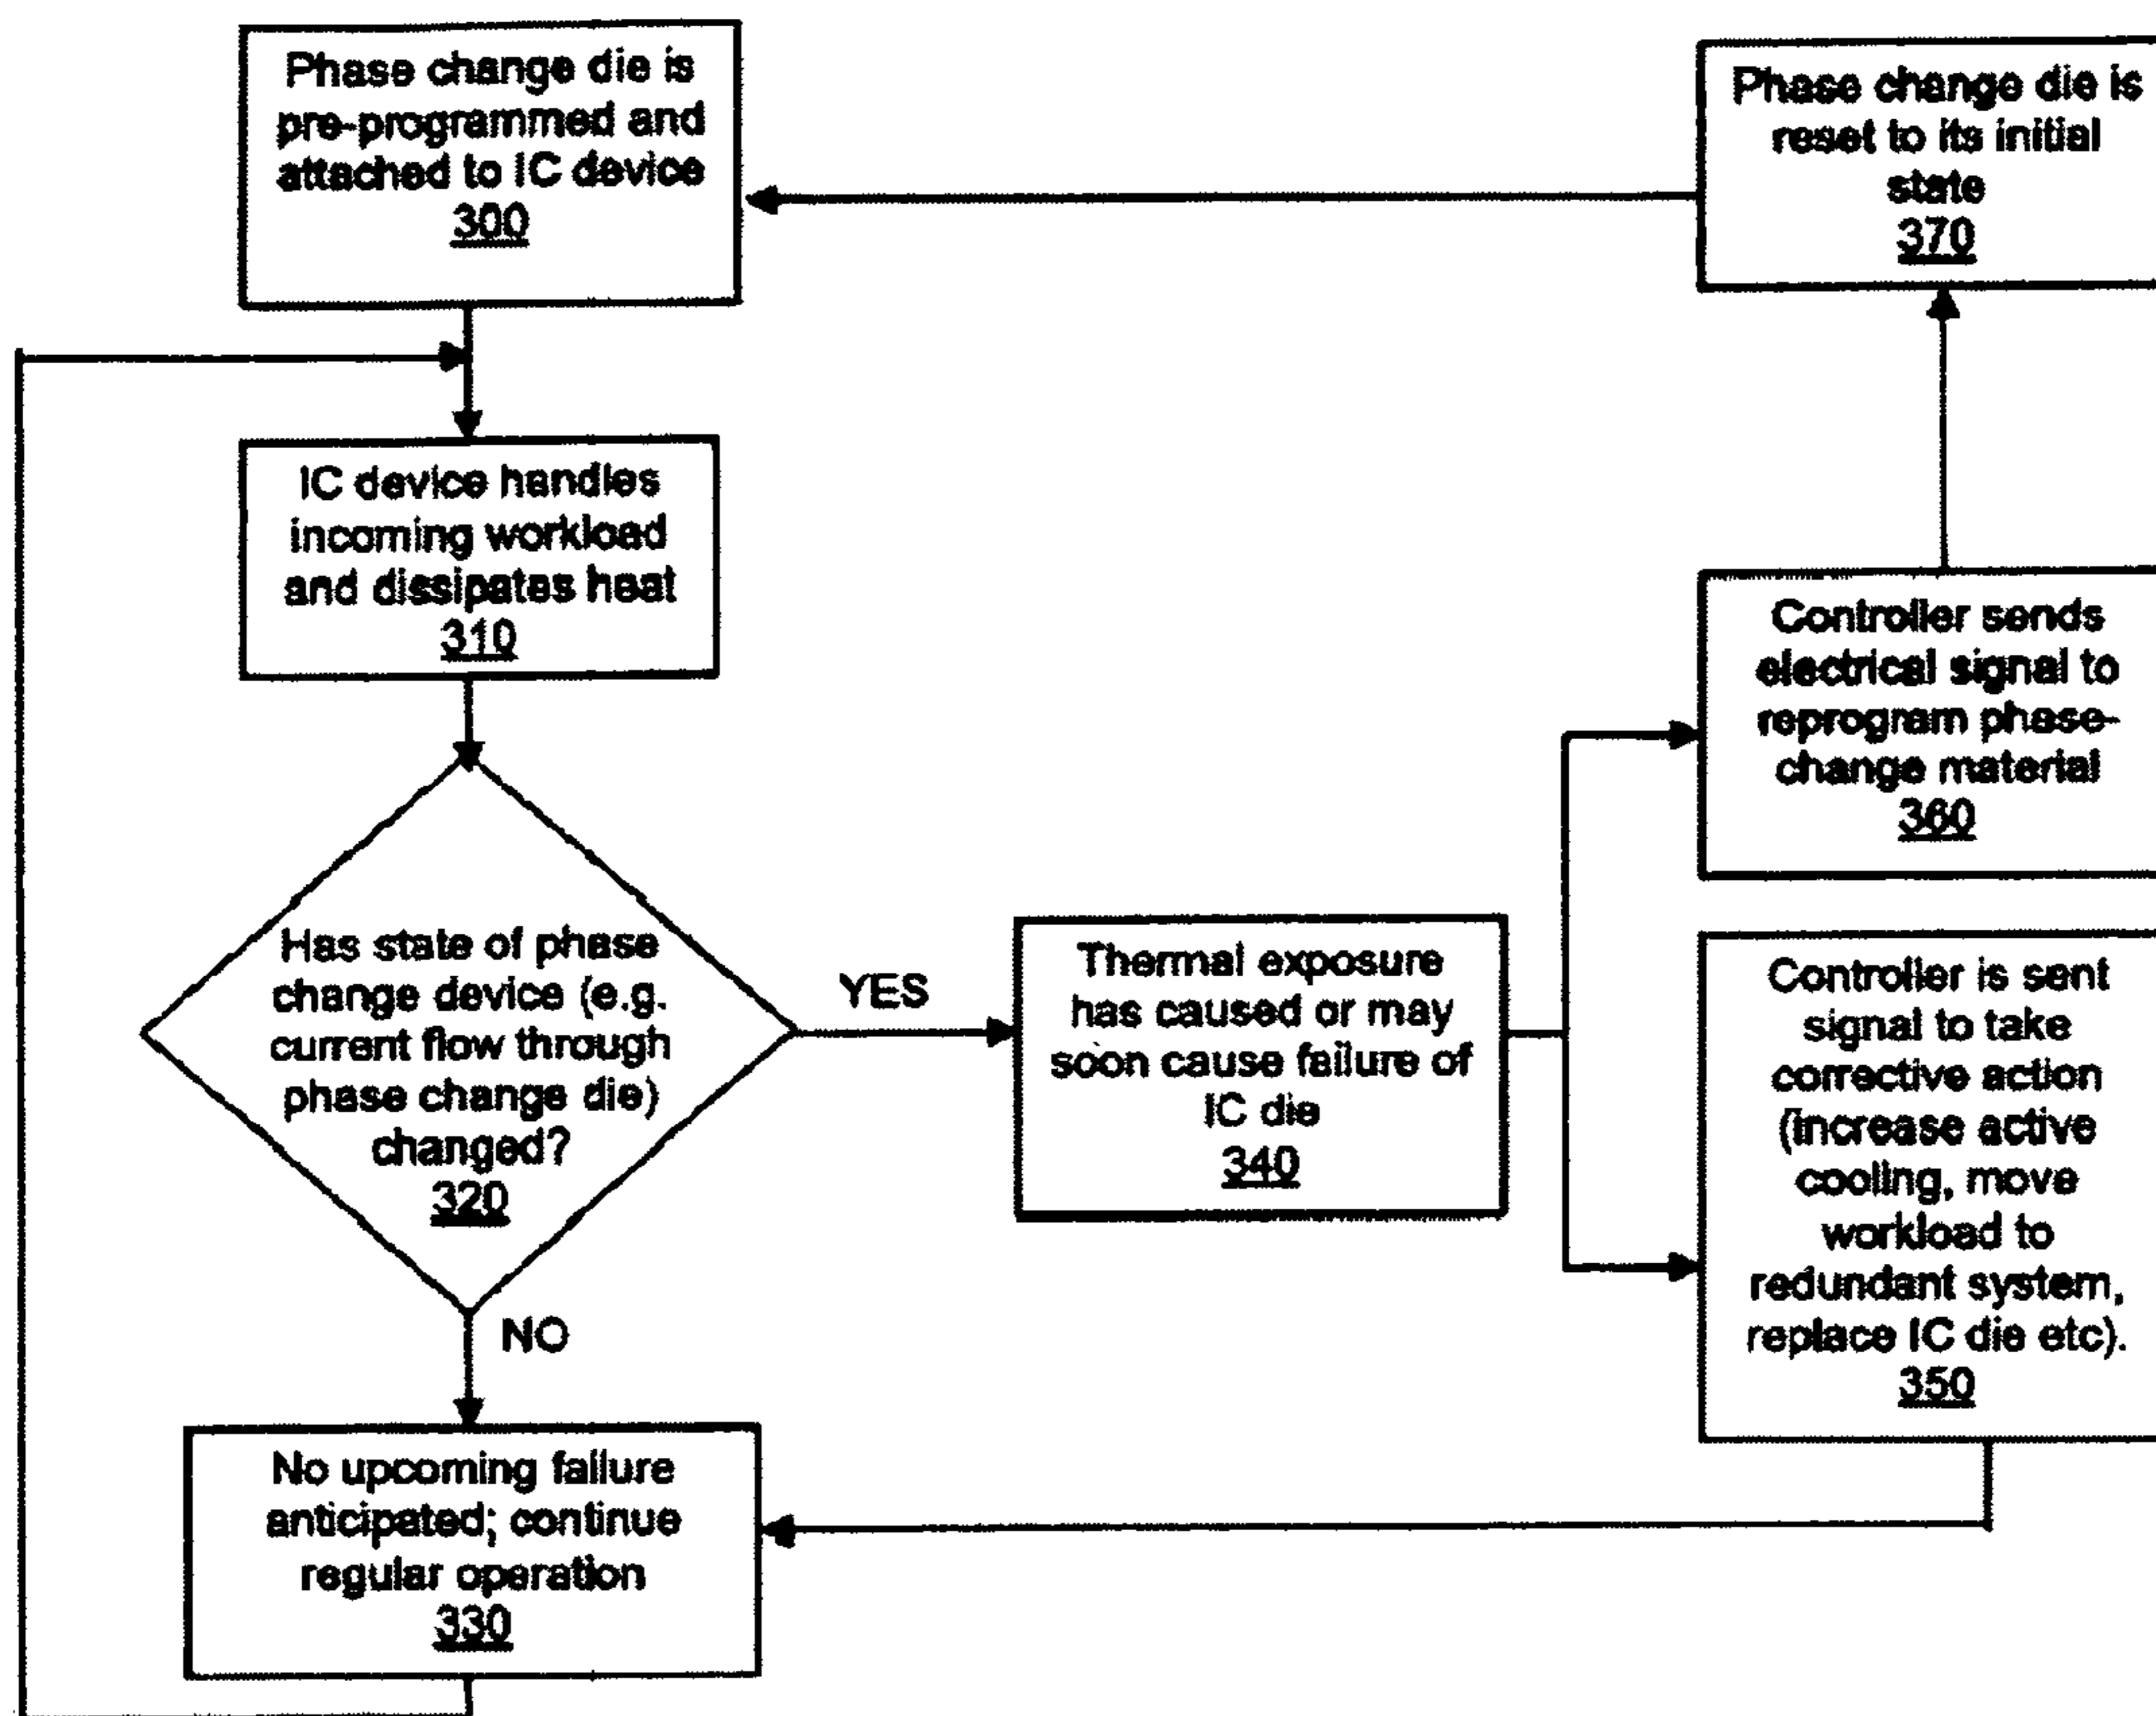 Phase change die is
pre-programmed and
attached to IC device
300
IC device handles
incoming workload
and dissipates heat
310
Has state of phase
change device (e.g.
current flow through
phase change die)
changed?
320
YES
NO
No upcoming failure
anticipated; continue
regular operation
330
Thermal exposure
has caused or may
soon cause failure of
IC die
340
Phase change die is
reset to its initial
state
370
Controller sends
electrical signal to
reprogram phase-
change material
360
Controller is sent
signal to take
corrective action
(increase active
cooling, move
workload to
redundant system,
replace IC die etc).
350